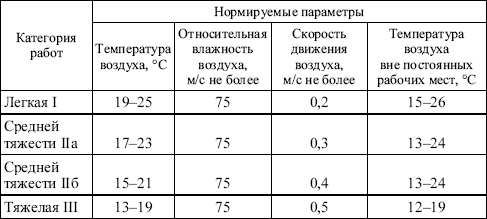 Категория
работ
Нормируемые параметры
Температура
воздуха, °С
Относительная
влажность
воздуха,
м/с не более
Скорость
движения
воздуха,
м/с не более
Температура
воздуха
вне постоянных
рабочих мест, °С
Легкая I 19–25 75 0,2 15–26
Средней
тяжести IIа 17–23 75 0,3 13–24
Средней
тяжести IIб 15–21 75 0,4 13–24
Тяжелая III 13–19 75 0,5 12–19